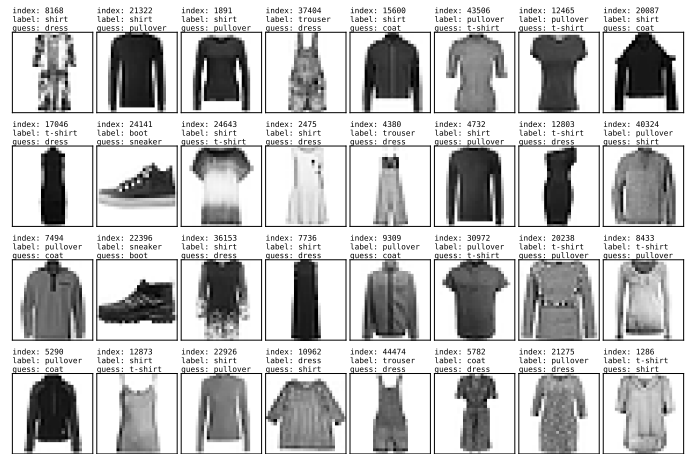 index: 8168
label: shirt
guess: dress
index: 21322
label: shirt
guess: pullover
index: 1891
label: shirt
guess: pullover
index: 37404
label: trouser
guess: dress
index: 15600
label: shirt
guess: coat
index: 43506
label: pullover
guess: t-shirt
index: 12465
label: pullover
guess: t-shirt
index: 20087
label: shirt
guess: coat
index: 17046
label: t-shirt
guess: dress
index: 24141
label: boot
guess: sneaker
index: 24643
label: shirt
guess: t-shirt
index: 2475
label: shirt
guess: dress
index: 4380
label: trouser
guess: dress
index: 4732
label: shirt
guess: pullover
index: 12803
label: t-shirt
guess: dress
index: 40324
label: pullover
guess: shirt
index: 7494
label: pullover
guess: coat
index: 22396
label: sneaker
guess: boot
index: 36153
label: shirt
guess: dress
index: 7736
label: shirt
guess: dress
index: 9309
label: pullover
guess: coat
index: 30972
label: pullover
guess: t-shirt
index: 20238
label: t-shirt
guess: pullover
index: 8433
label: t-shirt
guess: pullover
index: 5290
label: pullover
guess: coat
index: 12873
label: shirt
guess: t-shirt
index: 22926
label: shirt
guess: pullover
index: 10962
label: dress
guess: shirt
index: 44474
label: trouser
guess: dress
index: 5782
label: coat
guess: dress
index: 21275
label: pullover
guess: dress
index: 1286
label: t-shirt
guess: shirt